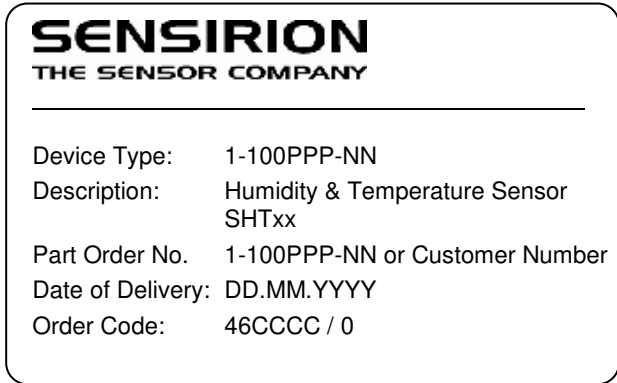 SENSIRION
THE SENSOR COMPANY
Device Type: 1-100PPP-NN
Description: Humidity & Temperature Sensor
SHTxx
Part Order No. 1-100PPP-NN or Customer Number
Date of Delivery: DD.MM.YYYY
Order Code: 46CCCC / 0